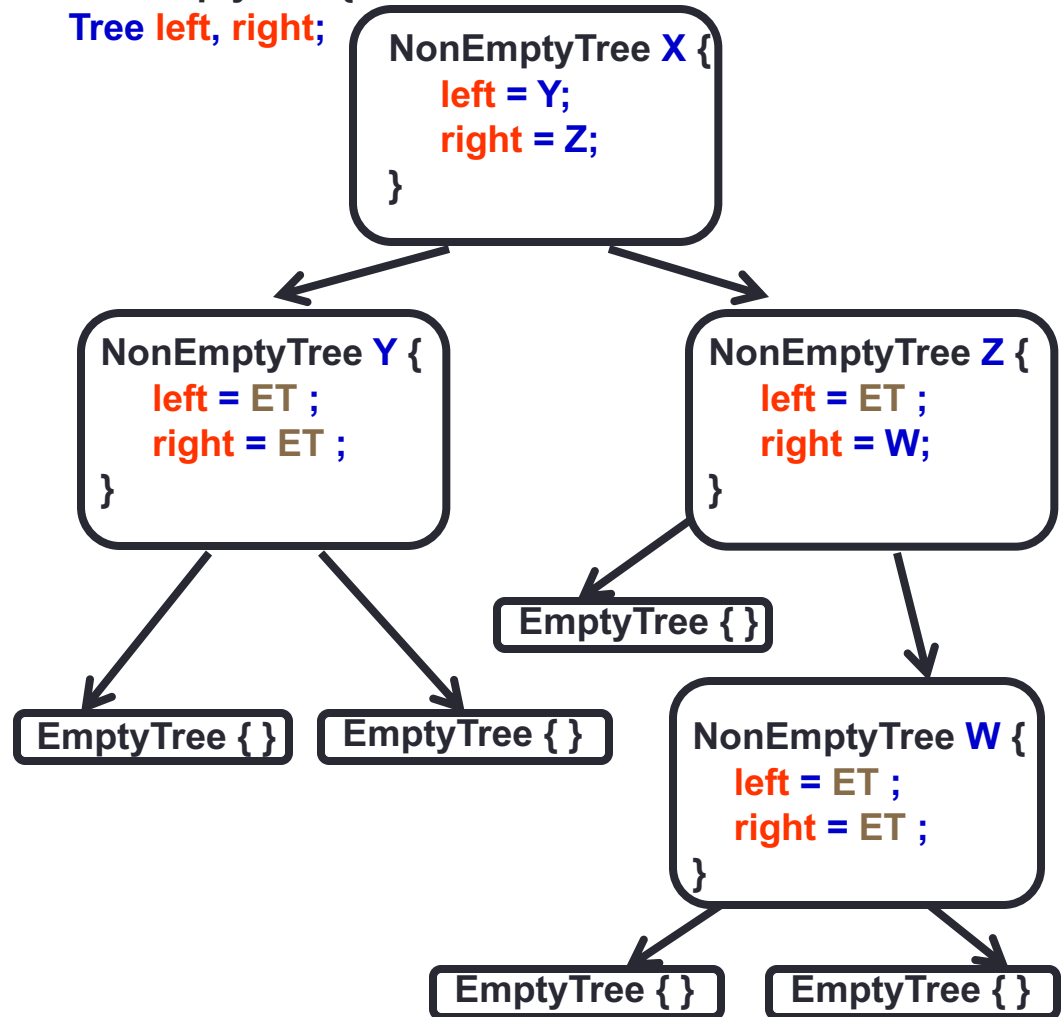 Tree left, right;
NonEmptyTree X {
left = Y;
right = Z;
}
NonEmptyTree Y {
left = ET ;
right = ET ;
}
NonEmptyTree Z {
left = ET ;
right = W;
}
EmptyTree { }
EmptyTree { }
EmptyTree { }
NonEmptyTree W {
left = ET ;
right = ET ;
}
EmptyTree { }
EmptyTree { }